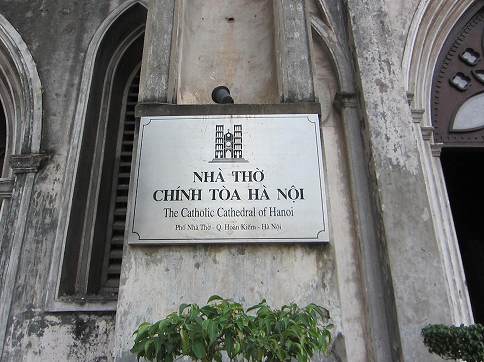 NHÀ THỜ
CHÍNH TÒA HÀ NỘI
The Catholic Cathedral of Hanoi
Phố Nhà Thờ - Q. Hoàn Kiếm - Hà Nội